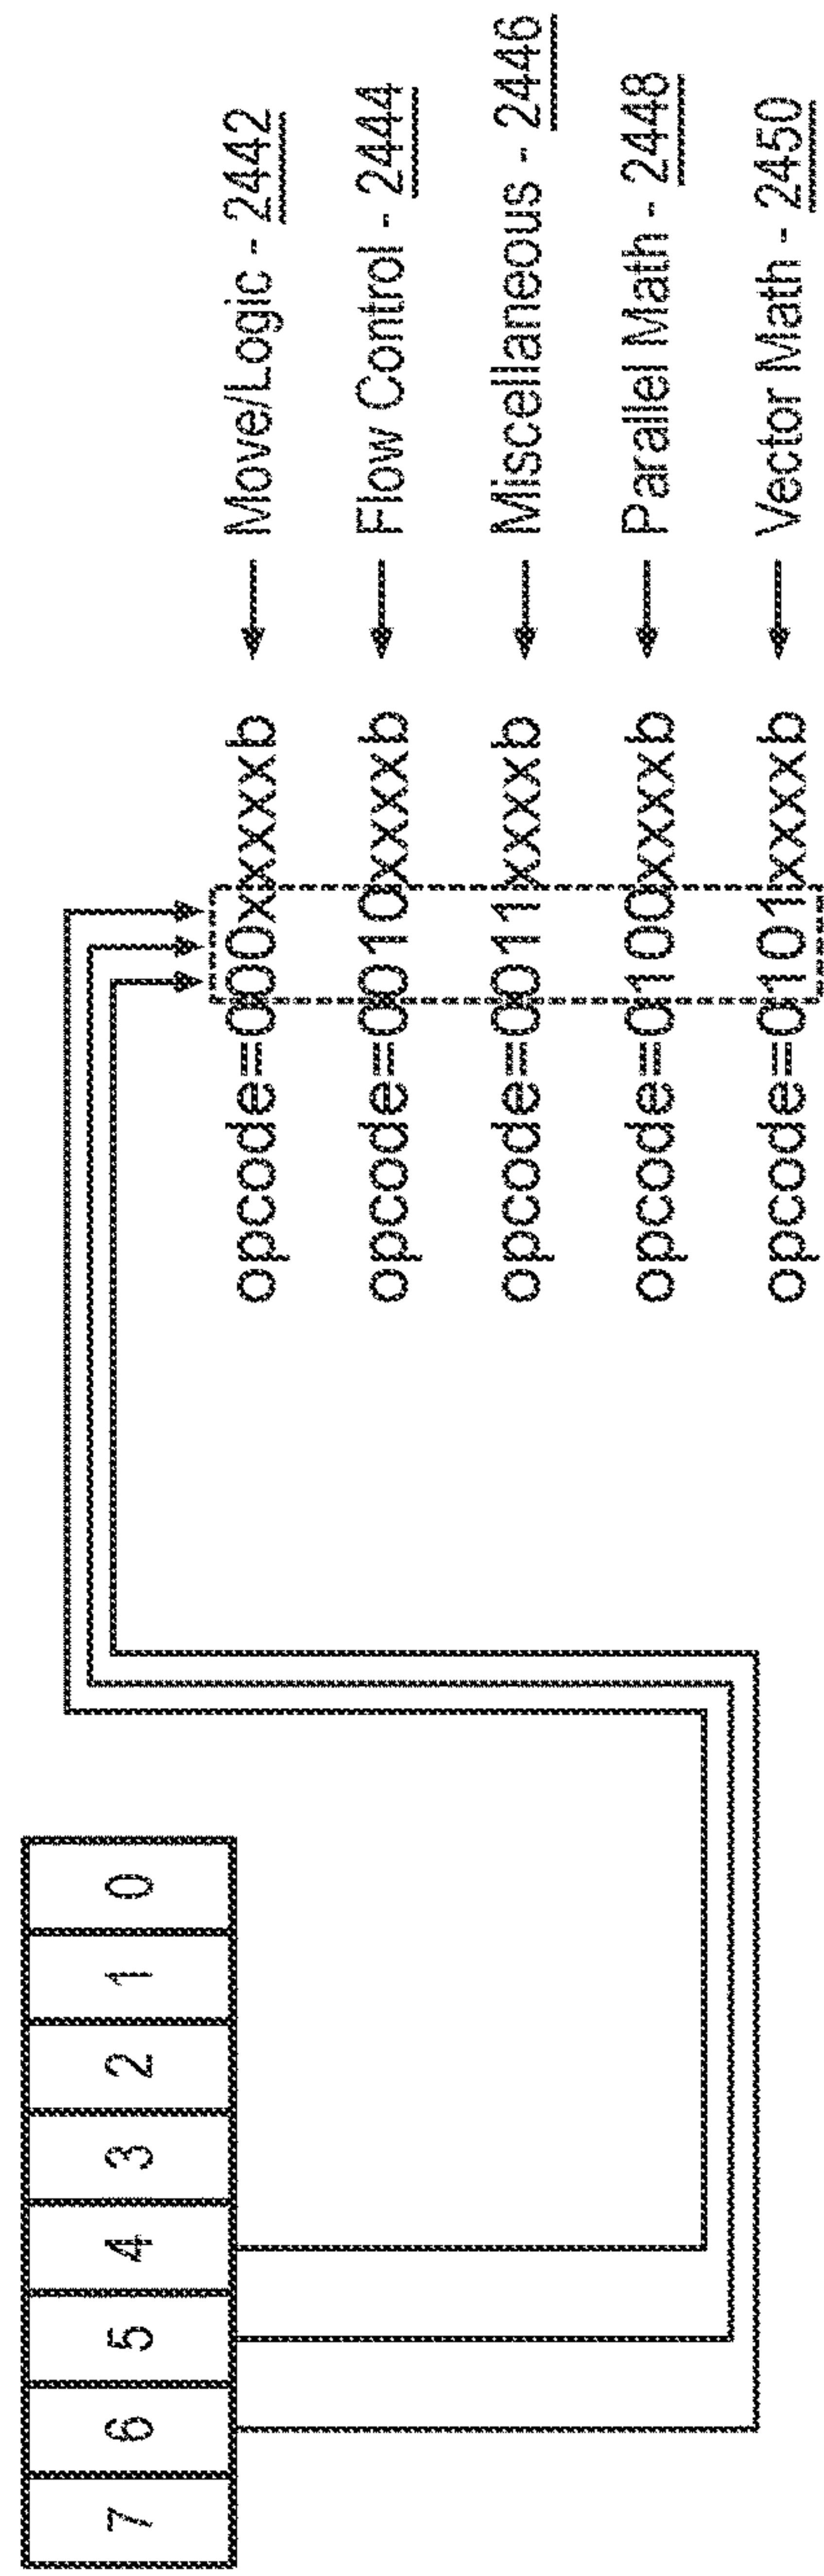 7 6 5 4 3 2 1 0
opcode=000xxxxxb ← Move/Logic - 2442
opcode=0010xxxxb ← Flow Control - 2444
opcode=0011xxxxb ← Miscellaneous - 2446
opcode=0100xxxxb ← Parallel Math - 2448
opcode=0101xxxxb ← Vector Math - 2450